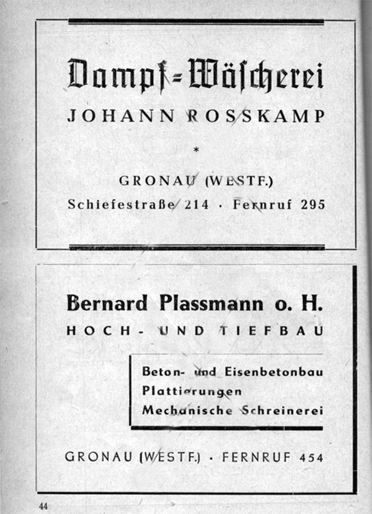 Dampf=Wäscherei
JOHANN ROSSKAMP
*
GRONAU (WESTF.)
Schiefestraße 214 · Fernruf 295
Bernard Plassmann o. H.
HOCH- UND TIEFBAU
Beton- und Eisenbetonbau
Plattierungen
Mechanische Schreinerei
GRONAU (WESTF.) · FERNRUF 454
44